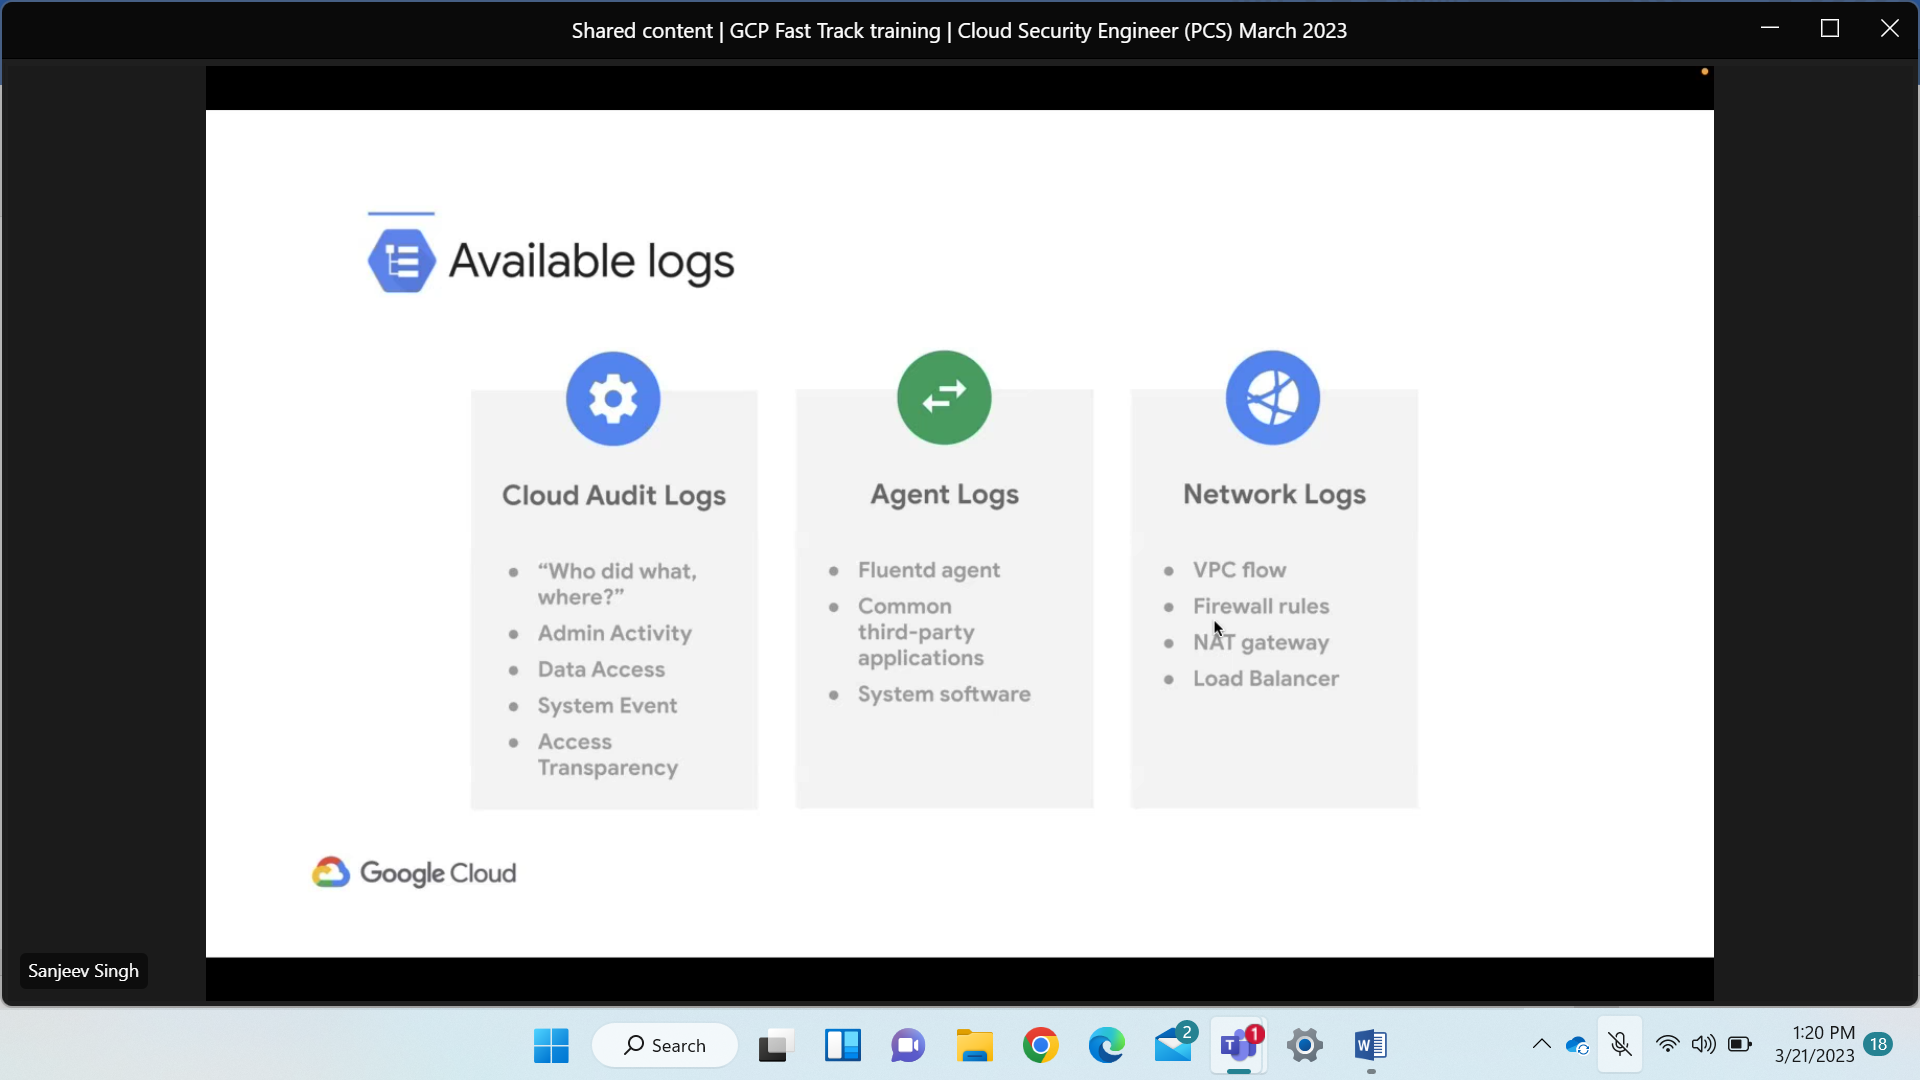 Shared content | GCP Fast Track training | Cloud Security Engineer (PCS) March 2023
Available logs
Cloud Audit Logs
“Who did what,
where?”
Admin Activity
Data Access
System Event
Access
Transparency
Agent Logs
Fluentd agent
Common
third-party
applications
System software
Network Logs
VPC flow
Firewall rules
NAT gateway
Load Balancer
Google Cloud
Sanjeev Singh
Search
2
1
1:20 PM
3/21/2023
18